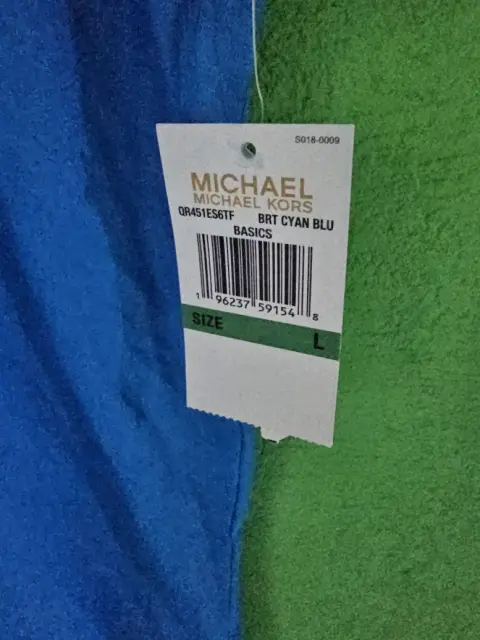 S018-0009
MICHAEL
MICHAEL KORS
QR451ES6TF BRT CYAN BLU
BASICS
1 96237 59154 8
SIZE L